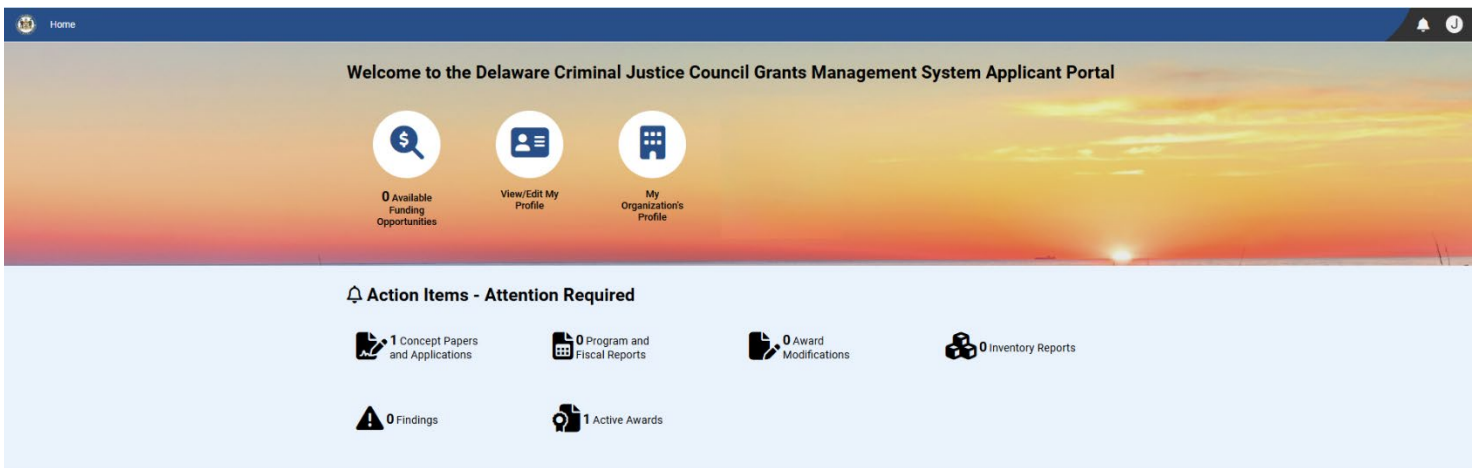 Home
J
Welcome to the Delaware Criminal Justice Council Grants Management System Applicant Portal
0 Available
Funding
Opportunities
View/Edit My
Profile
My
Organization's
Profile
Action Items - Attention Required
1 Concept Papers
and Applications
0 Program and
Fiscal Reports
0 Award
Modifications
0 Inventory Reports
0 Findings
1 Active Awards